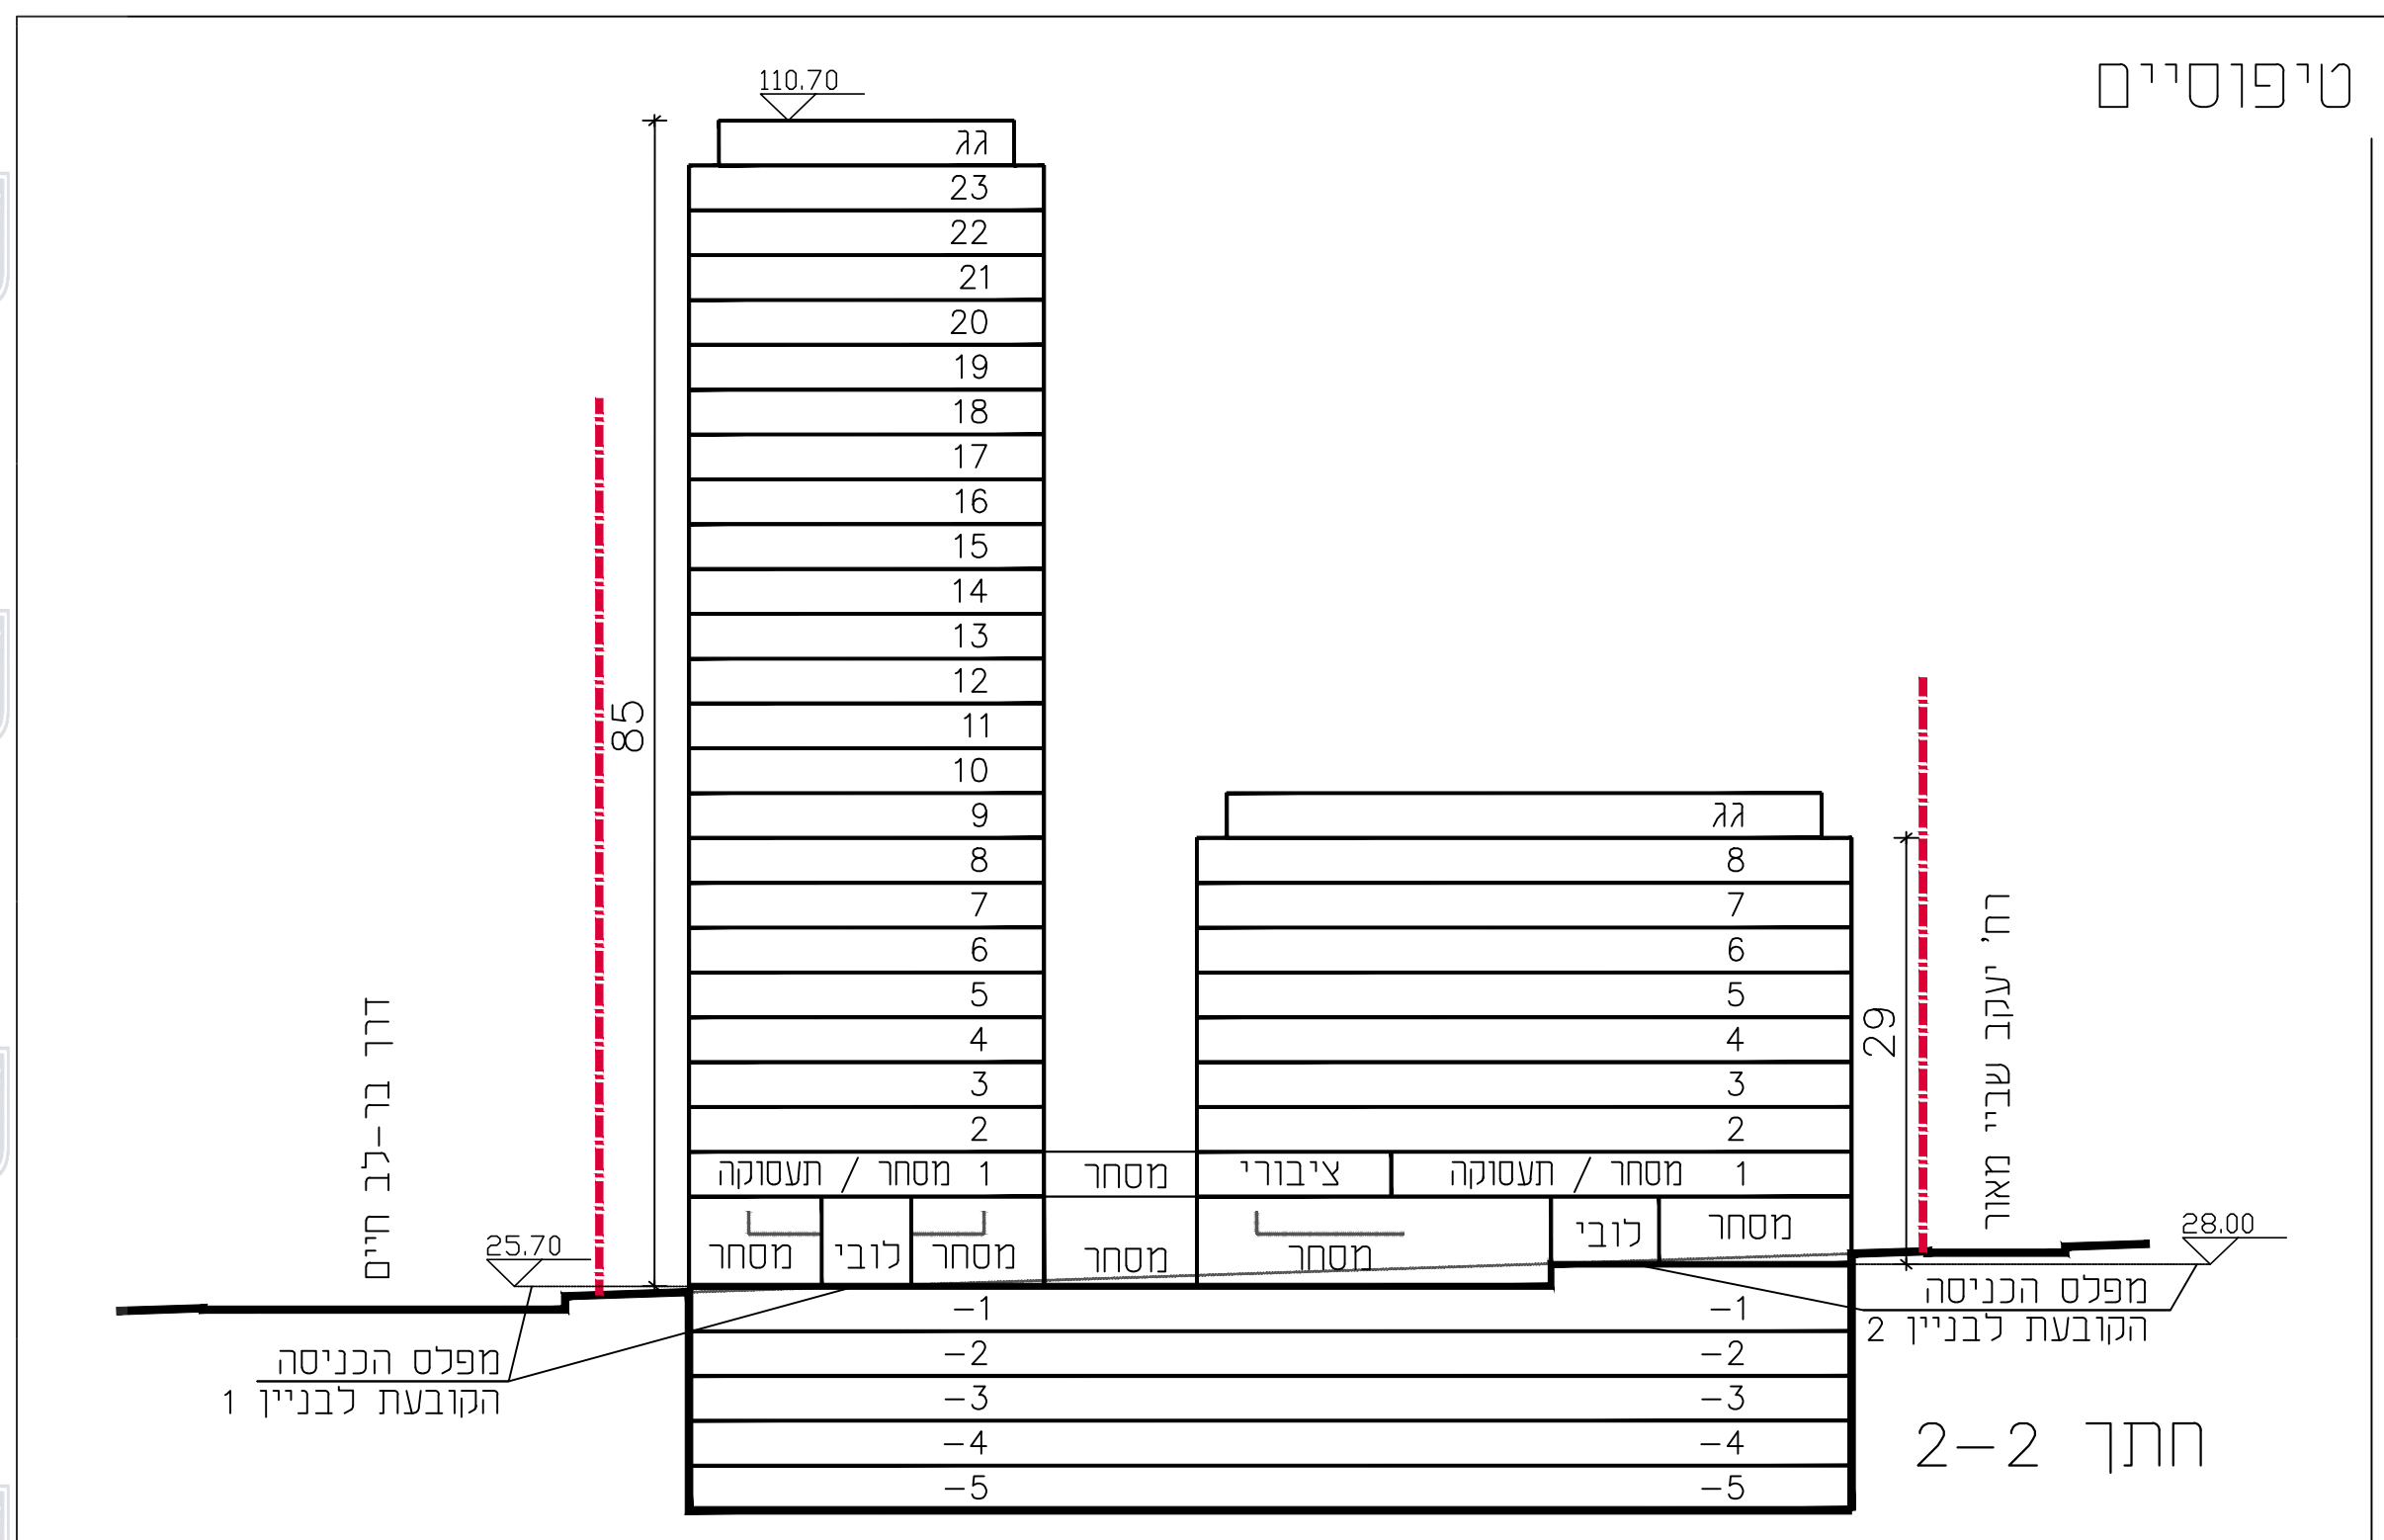 טיפוסיים
110.70
גג
23
22
21
20
19
18
17
16
15
14
13
12
11
10
9
8
7
6
5
4
3
2
1 מסחר / תעסוקה
מסחר
לובי
מסחר
מסחר
מסחר
85
דרך בר-לב חיים
25.70
מפלס הכניסה
הקובעת לבניין 1
גג
8
7
6
5
4
3
2
1 מסחר / תעסוקה
ציבורי
מסחר
לובי
מסחר
29
רח' יעקב שביי מאור
28.00
מפלס הכניסה
הקובעת לבניין 2
-1
-2
-3
-4
-5
-1
-2
-3
-4
-5
חתך 2-2